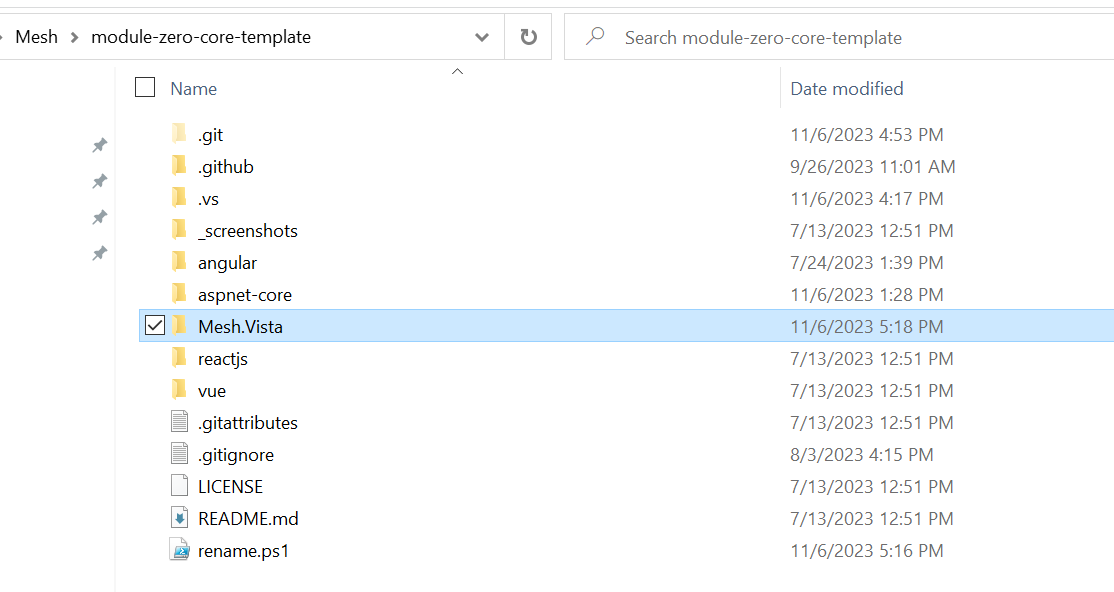 Mesh > module-zero-core-template
Search module-zero-core-template
Name Date modified
.git 11/6/2023 4:53 PM
.github 9/26/2023 11:01 AM
.vs 11/6/2023 4:17 PM
_screenshots 7/13/2023 12:51 PM
angular 7/24/2023 1:39 PM
aspnet-core 11/6/2023 1:28 PM
Mesh.Vista 11/6/2023 5:18 PM
reactjs 7/13/2023 12:51 PM
vue 7/13/2023 12:51 PM
.gitattributes 7/13/2023 12:51 PM
.gitignore 8/3/2023 4:15 PM
LICENSE 7/13/2023 12:51 PM
README.md 7/13/2023 12:51 PM
rename.ps1 11/6/2023 5:16 PM